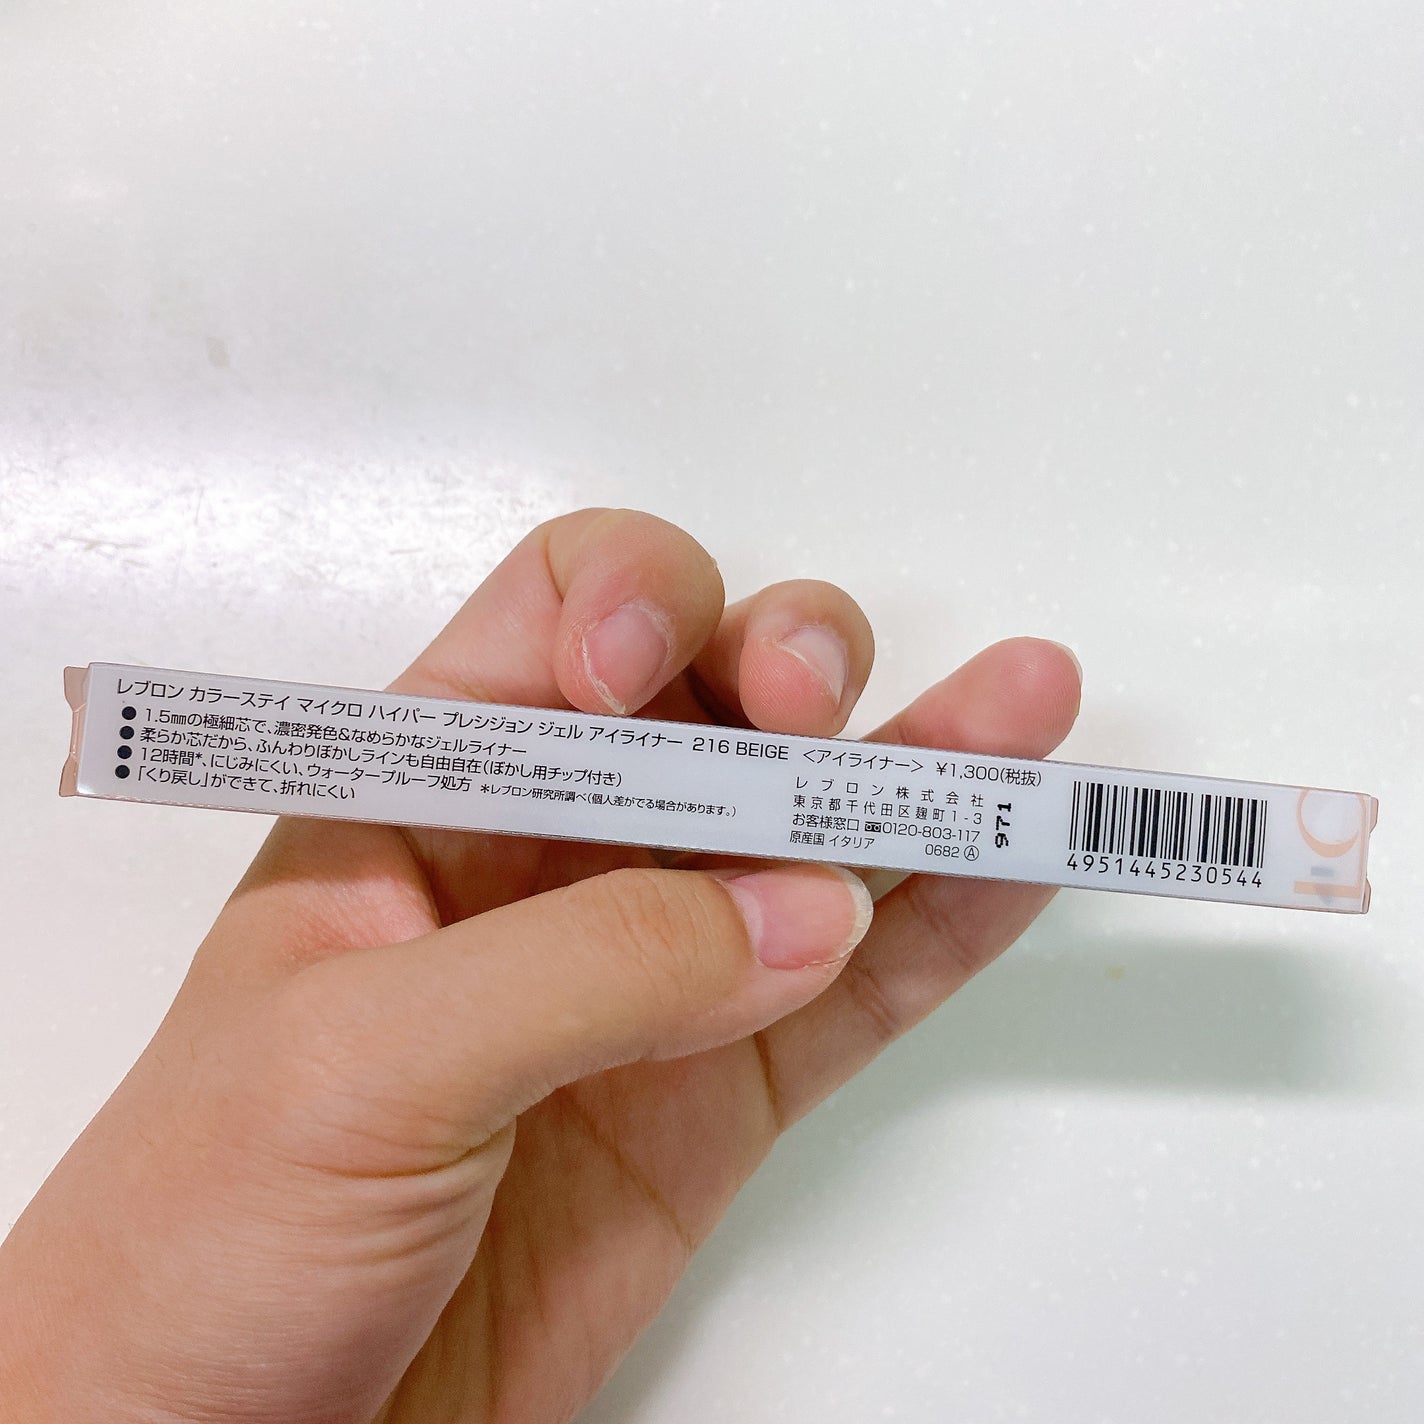 レブロン カラーステイ マイクロ ハイパー プレシジョン ジェル アイライナー 216 BEIGE <アイライナー> ¥1,300(税抜)
● 1.5㎜の極細芯で、濃密発色&なめらかなジェルライナー
● 柔らか芯だから、ふんわりぼかしラインも自由自在(ぼかし用チップ付き)
● 12時間*、にじみにくい、ウォータープルーフ処方 *レブロン研究所調べ(個人差がでる場合があります。)
● 「くり戻し」ができて、折れにくい
レブロン株式会社
東京都千代田区麹町1-3
お客様窓口 0120-803-117
原産国 イタリア 0682 Ⓐ
9T1
4951445230544